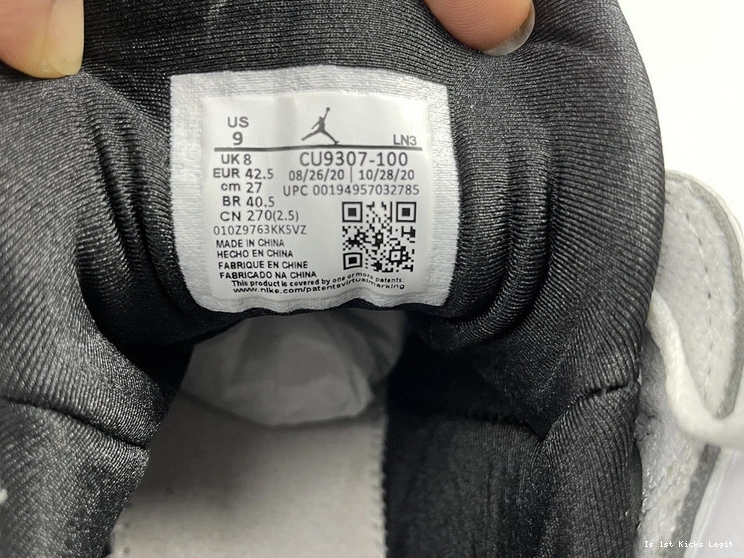 US
9
LN3
UK 8
CU9307-100
EUR 42.5
08/26/20 | 10/28/20
cm 27
UPC 00194957032785
BR 40.5
CN 270(2.5)
010Z9763KK5VZ
MADE IN CHINA
HECHO EN CHINA
FABRIQUE EN CHINE
FABRICADO NA CHINA
This product is covered by one or more patents:
www.nike.com/patentsvirtualmarking
Is 1st Kicks Legit